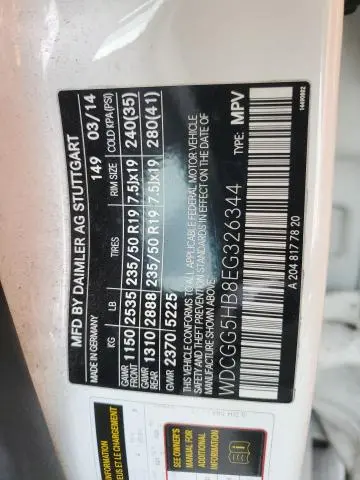 MFD BY DAIMLER AG STUTTGART
MADE IN GERMANY 149 03/14
KG LB TIRES RIM SIZE COLD KPA(PSI)
GAWR FRONT 1150 2535 235/50 R19 7.5Jx19 240(35)
GAWR REAR 1310 2888 235/50 R19 7.5Jx19 280(41)
GVWR 2370 5225
THIS VEHICLE CONFORMS TO ALL APPLICABLE FEDERAL MOTOR VEHICLE
SAFETY, BUMPER, AND THEFT PREVENTION STANDARDS IN EFFECT ON THE DATE OF
MANUFACTURE SHOWN ABOVE.
WDCGG5HB8EG326344
TYPE: MPV
A 204 817 78 20
SEE OWNER'S
MANUAL FOR
ADDITIONAL
ET LE CHARGEMENT